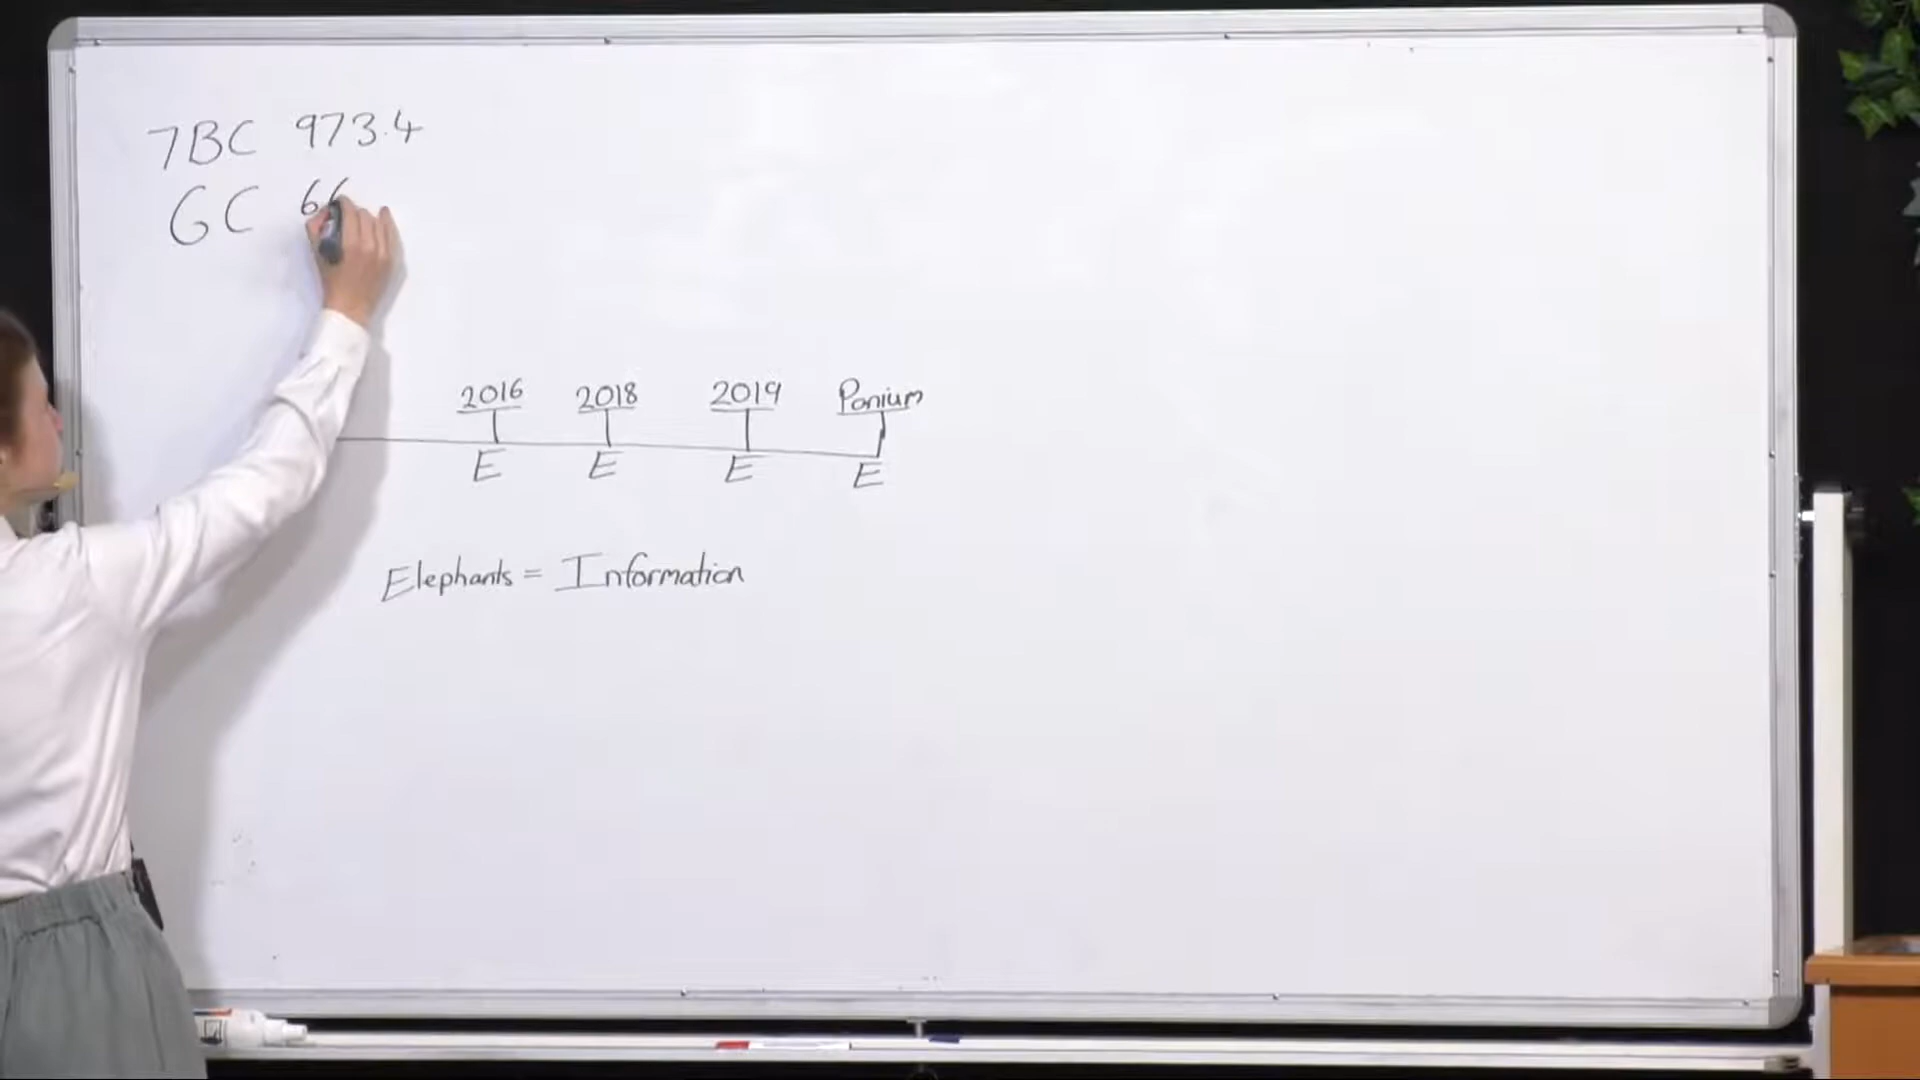 7BC 973.4
GC 66
2016 2018 2019 Panium
E E E E
Elephants = Information